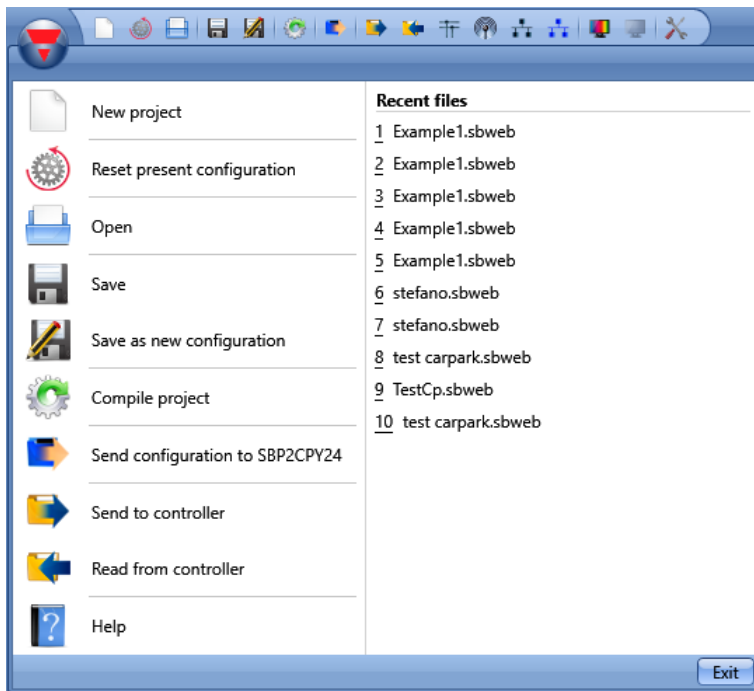 New project
Reset present configuration
Open
Save
Save as new configuration
Compile project
Send configuration to SBP2CPY24
Send to controller
Read from controller
Help
Recent files
1 Example1.sbweb
2 Example1.sbweb
3 Example1.sbweb
4 Example1.sbweb
5 Example1.sbweb
6 stefano.sbweb
7 stefano.sbweb
8 test carpark.sbweb
9 TestCp.sbweb
10 test carpark.sbweb
Exit